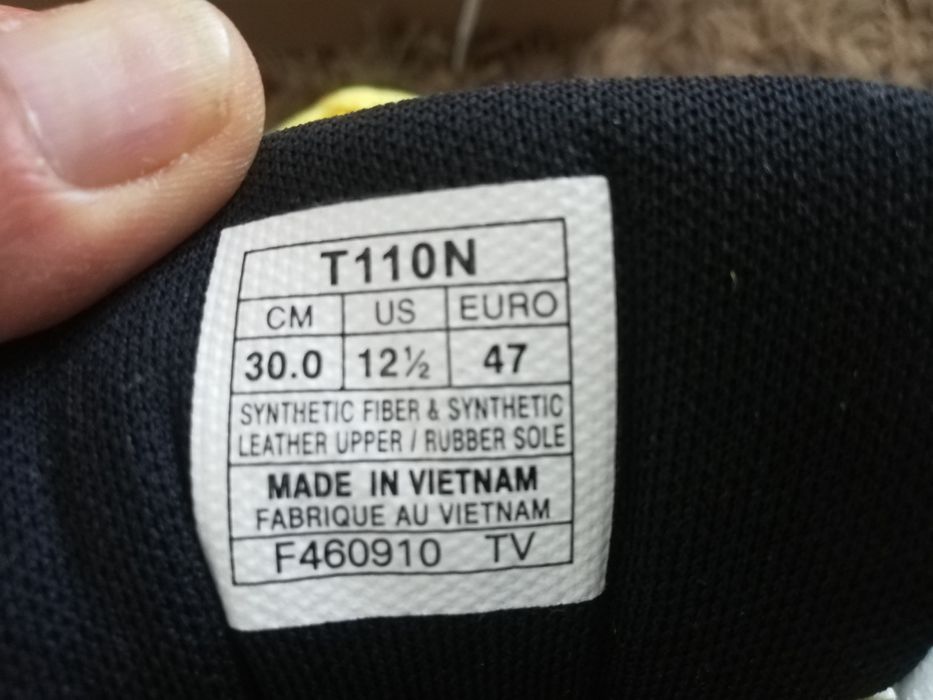 T110N
CM US EURO
30.0 12½ 47
SYNTHETIC FIBER & SYNTHETIC
LEATHER UPPER / RUBBER SOLE
MADE IN VIETNAM
FABRIQUE AU VIETNAM
F460910 TV